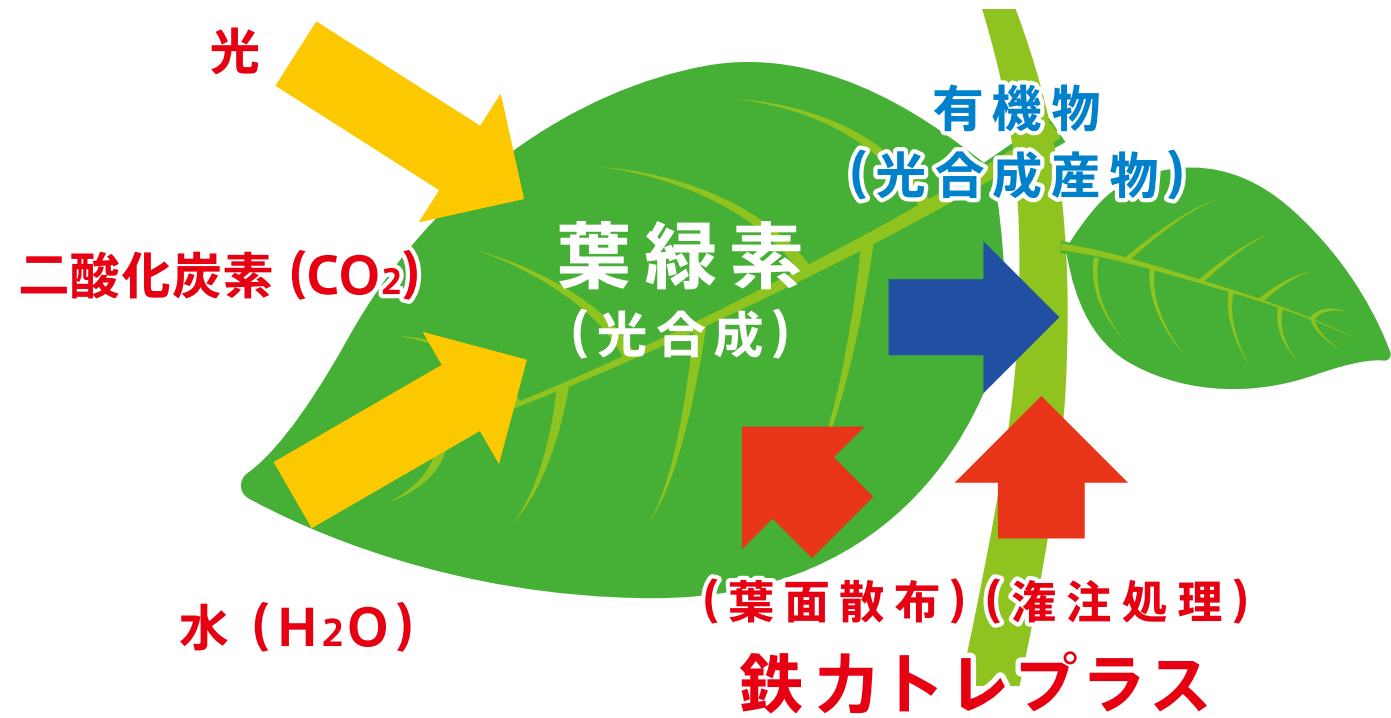 光
有機物
(光合成産物)
二酸化炭素 (CO2)
葉緑素
(光合成)
水 (H2O)
(葉面散布)(潅注処理)
鉄力トレプラス